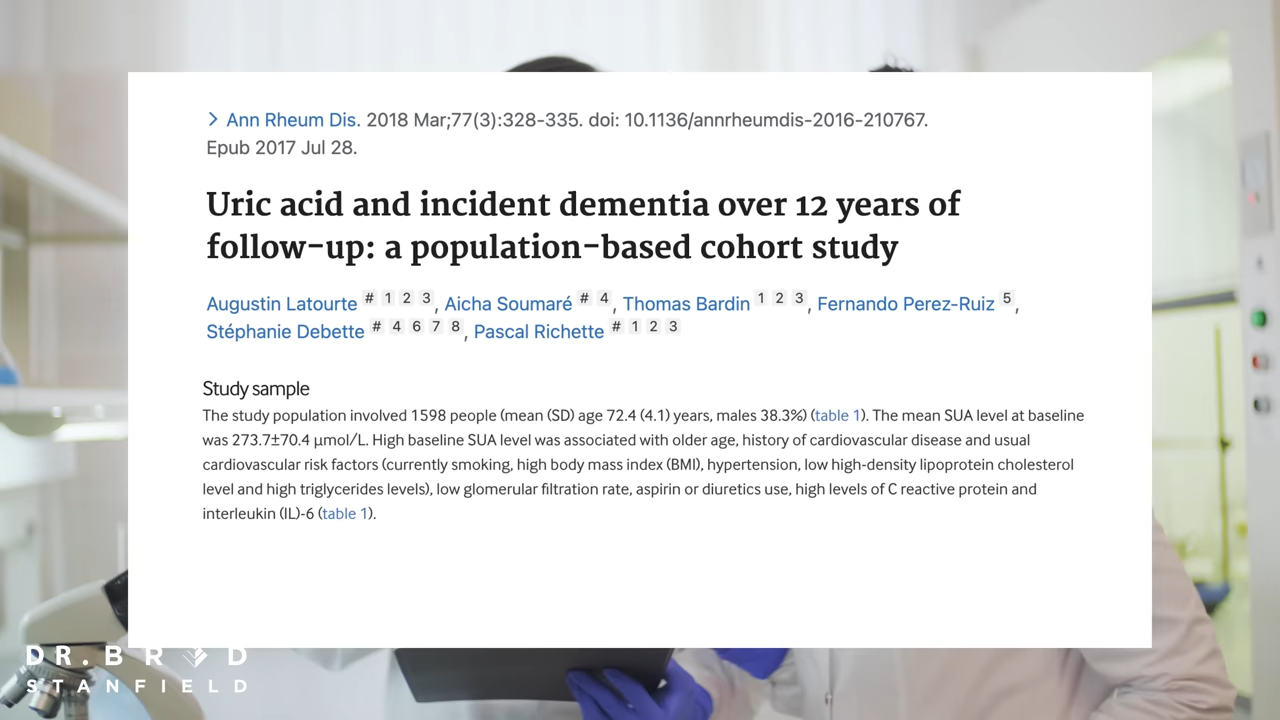 > Ann Rheum Dis. 2018 Mar;77(3):328-335. doi: 10.1136/annrheumdis-2016-210767.
Epub 2017 Jul 28.
Uric acid and incident dementia over 12 years of
follow-up: a population-based cohort study
Augustin Latourte # 1 2 3, Aicha Soumaré # 4, Thomas Bardin 1 2 3, Fernando Perez-Ruiz 5,
Stéphanie Debette # 4 6 7 8, Pascal Richette # 1 2 3
Study sample
The study population involved 1598 people (mean (SD) age 72.4 (4.1) years, males 38.3%) (table 1). The mean SUA level at baseline
was 273.7±70.4 µmol/L. High baseline SUA level was associated with older age, history of cardiovascular disease and usual
cardiovascular risk factors (currently smoking, high body mass index (BMI), hypertension, low high-density lipoprotein cholesterol
level and high triglycerides levels), low glomerular filtration rate, aspirin or diuretics use, high levels of C reactive protein and
interleukin (IL)-6 (table 1).
DR. BRAD
STANFIELD